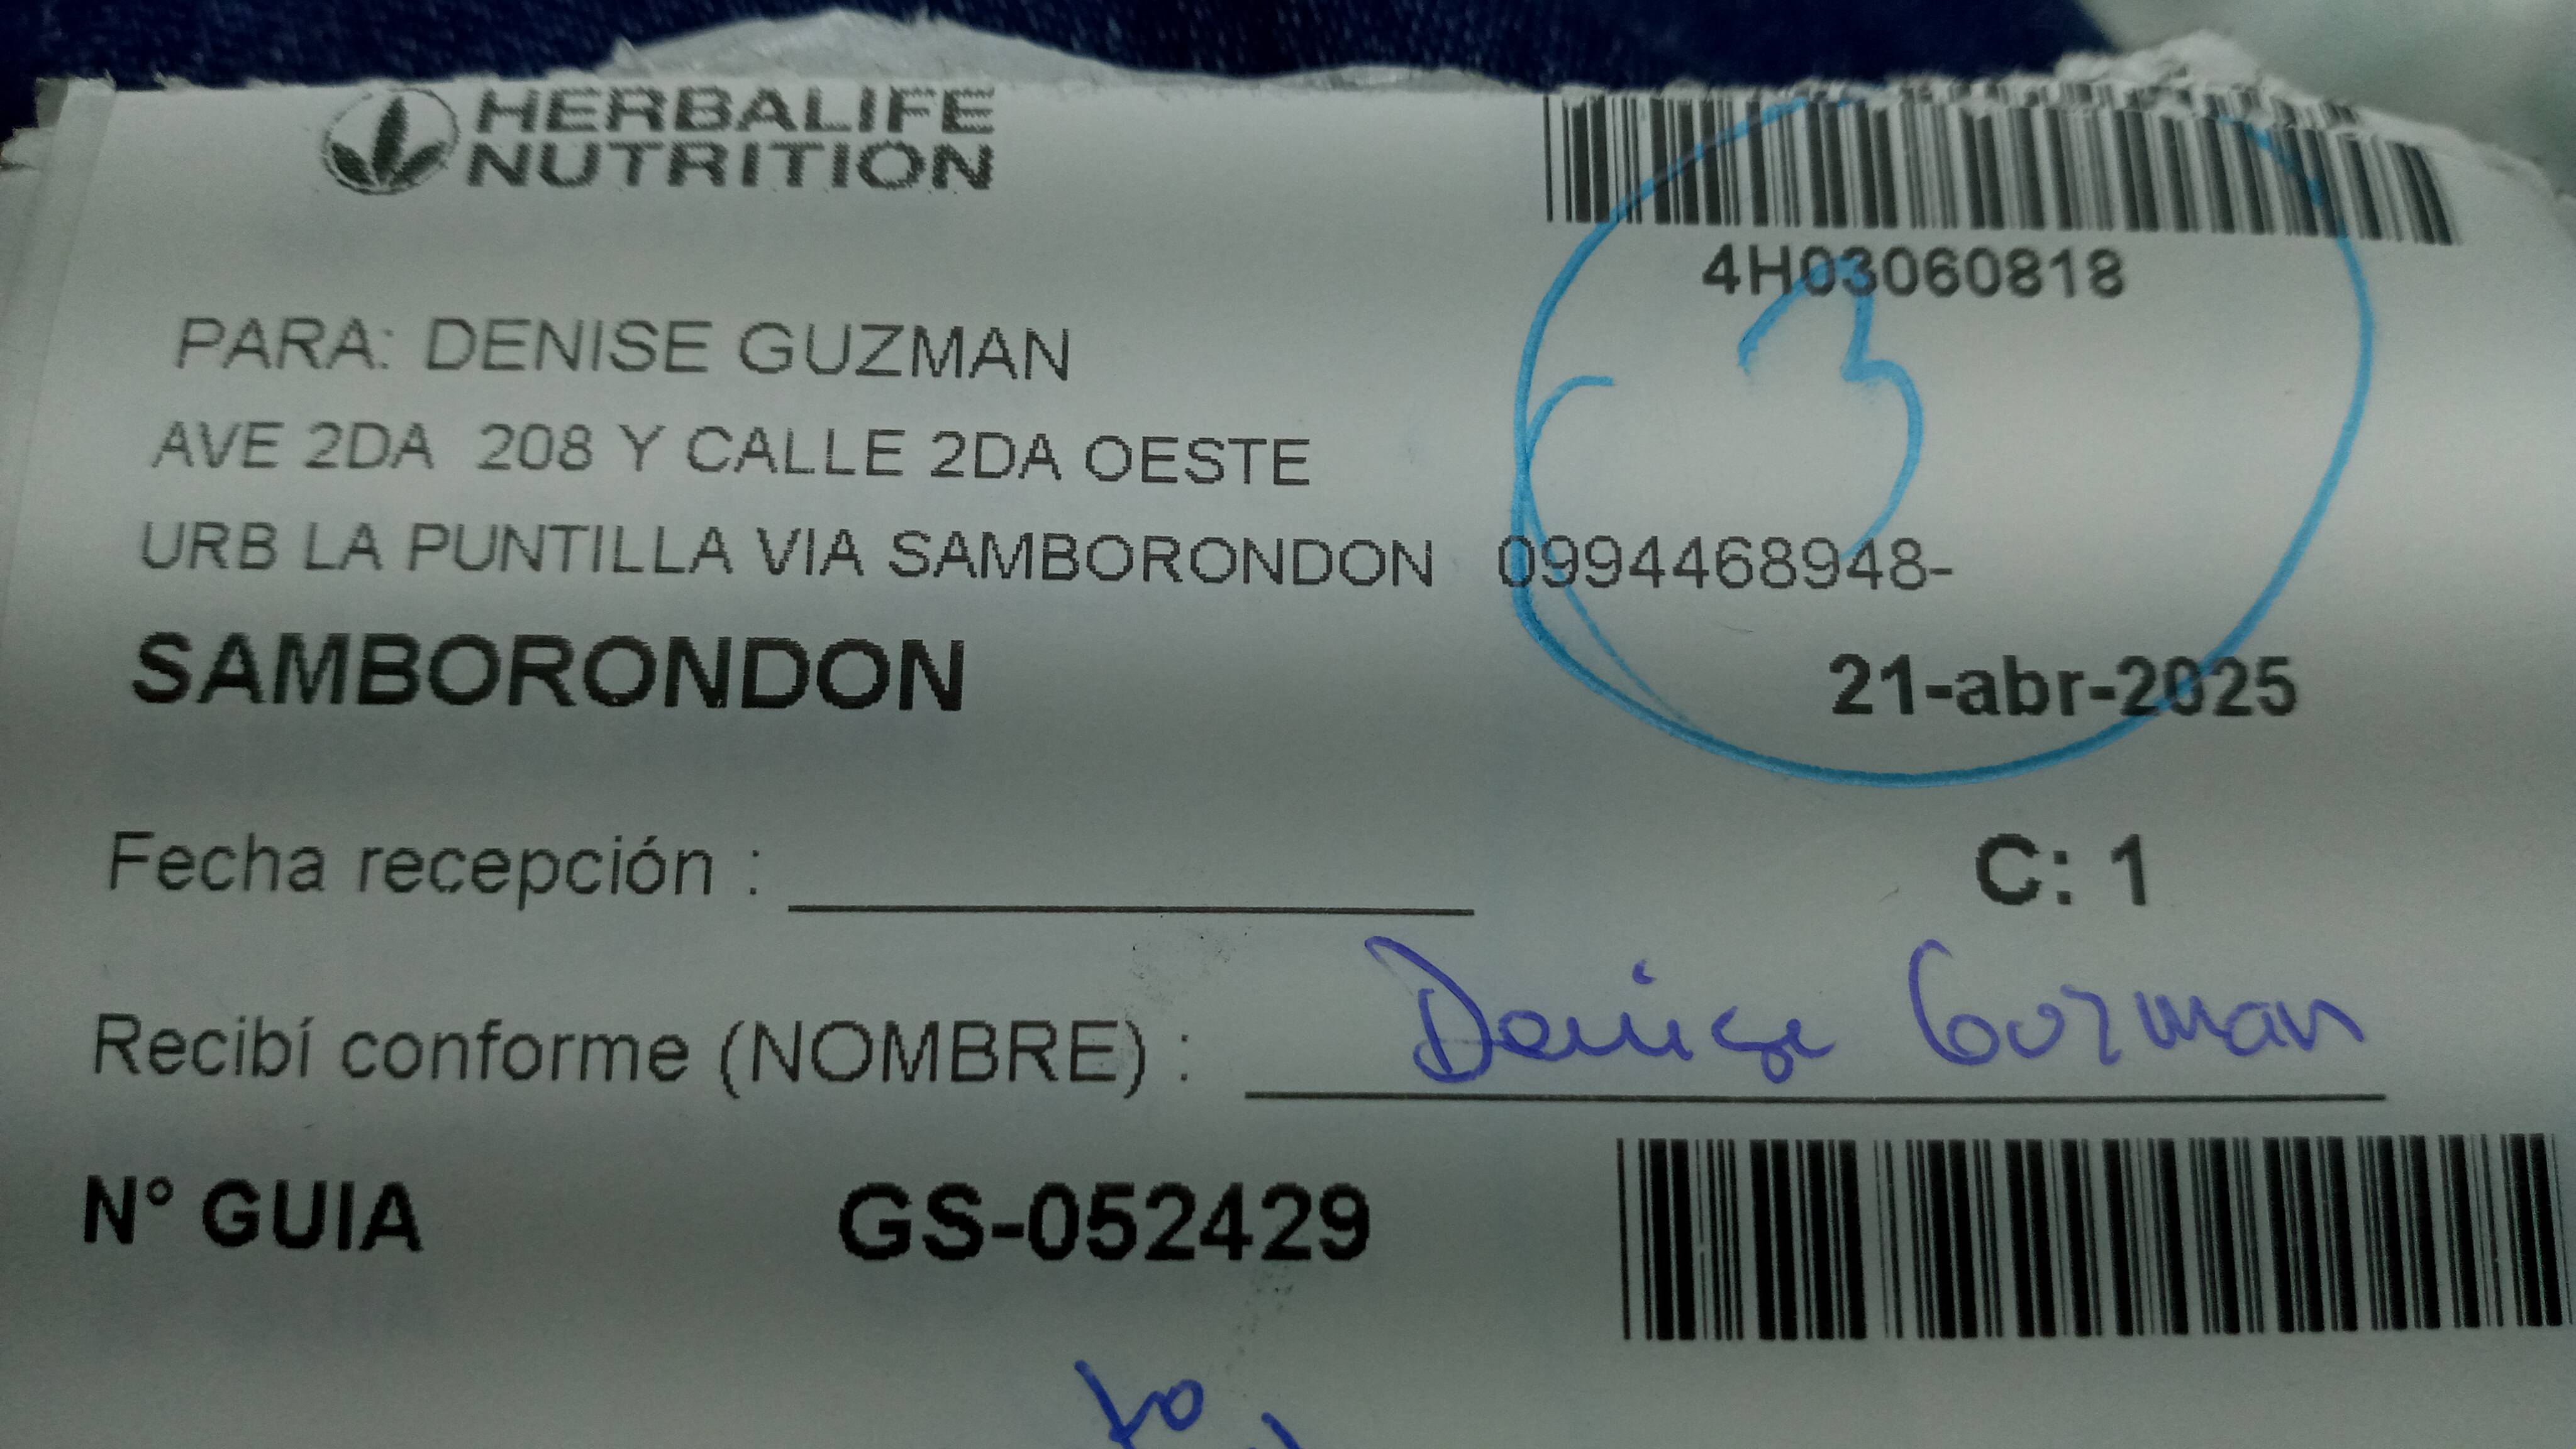 HERBALIFE
NUTRITION
4H03060818
3
PARA: DENISE GUZMAN
AVE 2DA 208 Y CALLE 2DA OESTE
URB LA PUNTILLA VIA SAMBORONDON 0994468948-
SAMBORONDON 21-abr-2025
Fecha recepción : C: 1
Recibí conforme (NOMBRE) : Denise Guzman
N° GUIA GS-052429